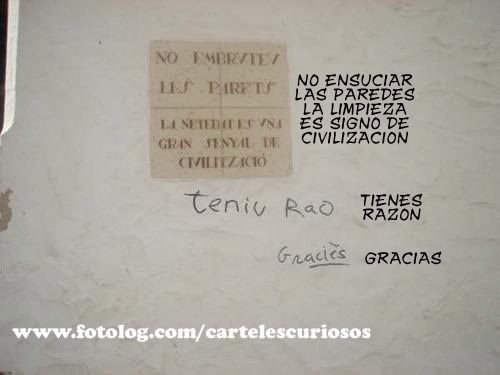 NO EMBRUTEU
LES PARETS
LA NETEDAT ES UNA
GRAN SENYAL DE
CIVILITZACIÓ
NO ENSUCIAR
LAS PAREDES
LA LIMPIEZA
ES SIGNO DE
CIVILIZACION
teniu Rao
TIENES
RAZON
Graciès
GRACIAS
www.fotolog.com/cartelescuriosos